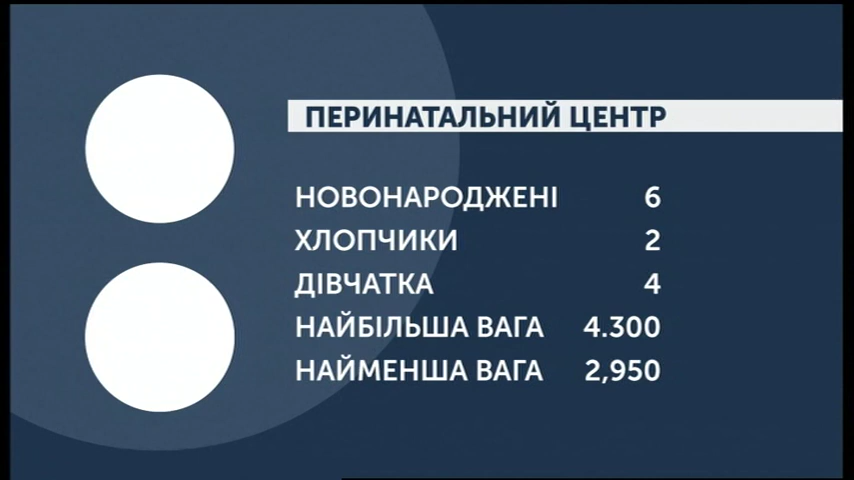 ПЕРИНАТАЛЬНИЙ ЦЕНТР
НОВОНАРОДЖЕНІ 6
ХЛОПЧИКИ 2
ДІВЧАТКА 4
НАЙБІЛЬША ВАГА 4.300
НАЙМЕНША ВАГА 2,950